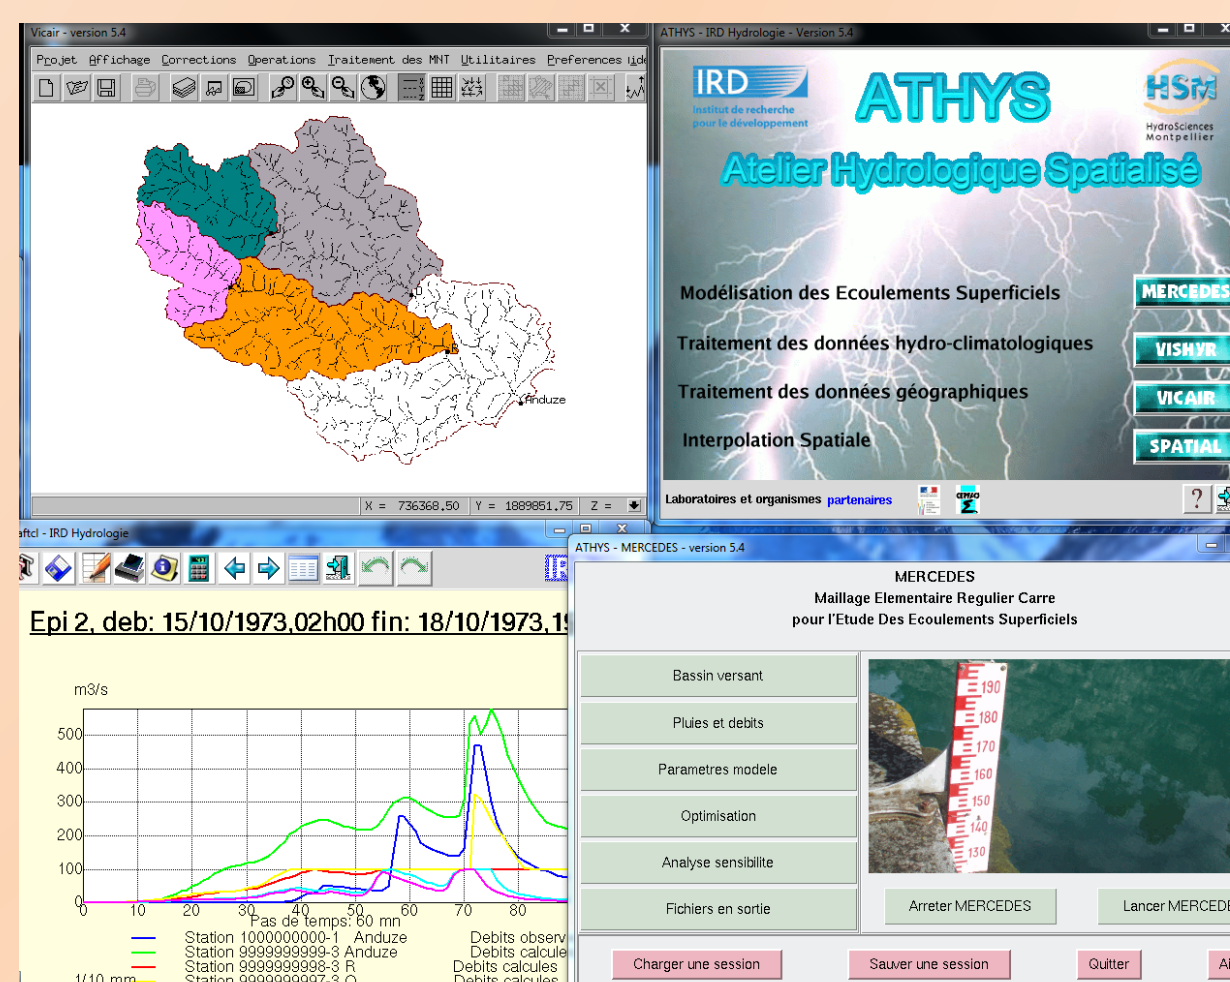 Vicair - version 5.4
Projet Affichage Corrections Operations Traitement des MNT Utilitaires Preferences
Anduze
X = 736368.50 Y = 1889851.75 Z =
ATHYS - IRD Hydrologie - Version 5.4
IRD
Institut de recherche
pour le développement
ATHYS
HSM
HydroSciences
Montpellier
Atelier Hydrologique Spatialisé
Modélisation des Ecoulements Superficiels
MERCEDES
Traitement des données hydro-climatologiques
VISHYR
Traitement des données géographiques
VICAIR
Interpolation Spatiale
SPATIAL
Laboratoires et organismes partenaires
?
aftcl - IRD Hydrologie
Epi 2, deb: 15/10/1973,02h00 fin: 18/10/1973,19
m3/s
500
400
300
200
100
0
0 10 20 30 40 50 60 70 80
Pas de temps: 60 mn
Station 1000000000-1 Anduze Debits observ
Station 9999999999-3 Anduze Debits calcule
Station 9999999998-3 R Debits calcules
1/10 mm
Station 9999999997-3 O Debits calcules
ATHYS - MERCEDES - version 5.4
MERCEDES
Maillage Elementaire Regulier Carre
pour l'Etude Des Ecoulements Superficiels
Bassin versant
Pluies et debits
Parametres modele
Optimisation
Analyse sensibilite
Fichiers en sortie
190
180
170
160
150
140
130
Arreter MERCEDES
Lancer MERCEDE
Charger une session
Sauver une session
Quitter
Ai